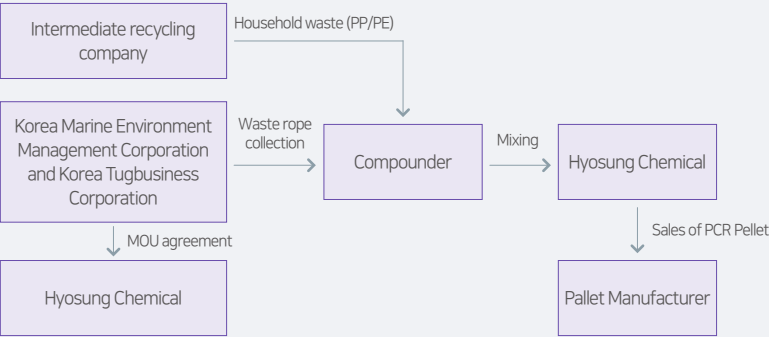 Intermediate recycling
company
Household waste (PP/PE)
Korea Marine Environment
Management Corporation
and Korea Tugbusiness
Corporation
Waste rope
collection
Compounder
Mixing
Hyosung Chemical
MOU agreement
Sales of PCR Pellet
Hyosung Chemical
Pallet Manufacturer